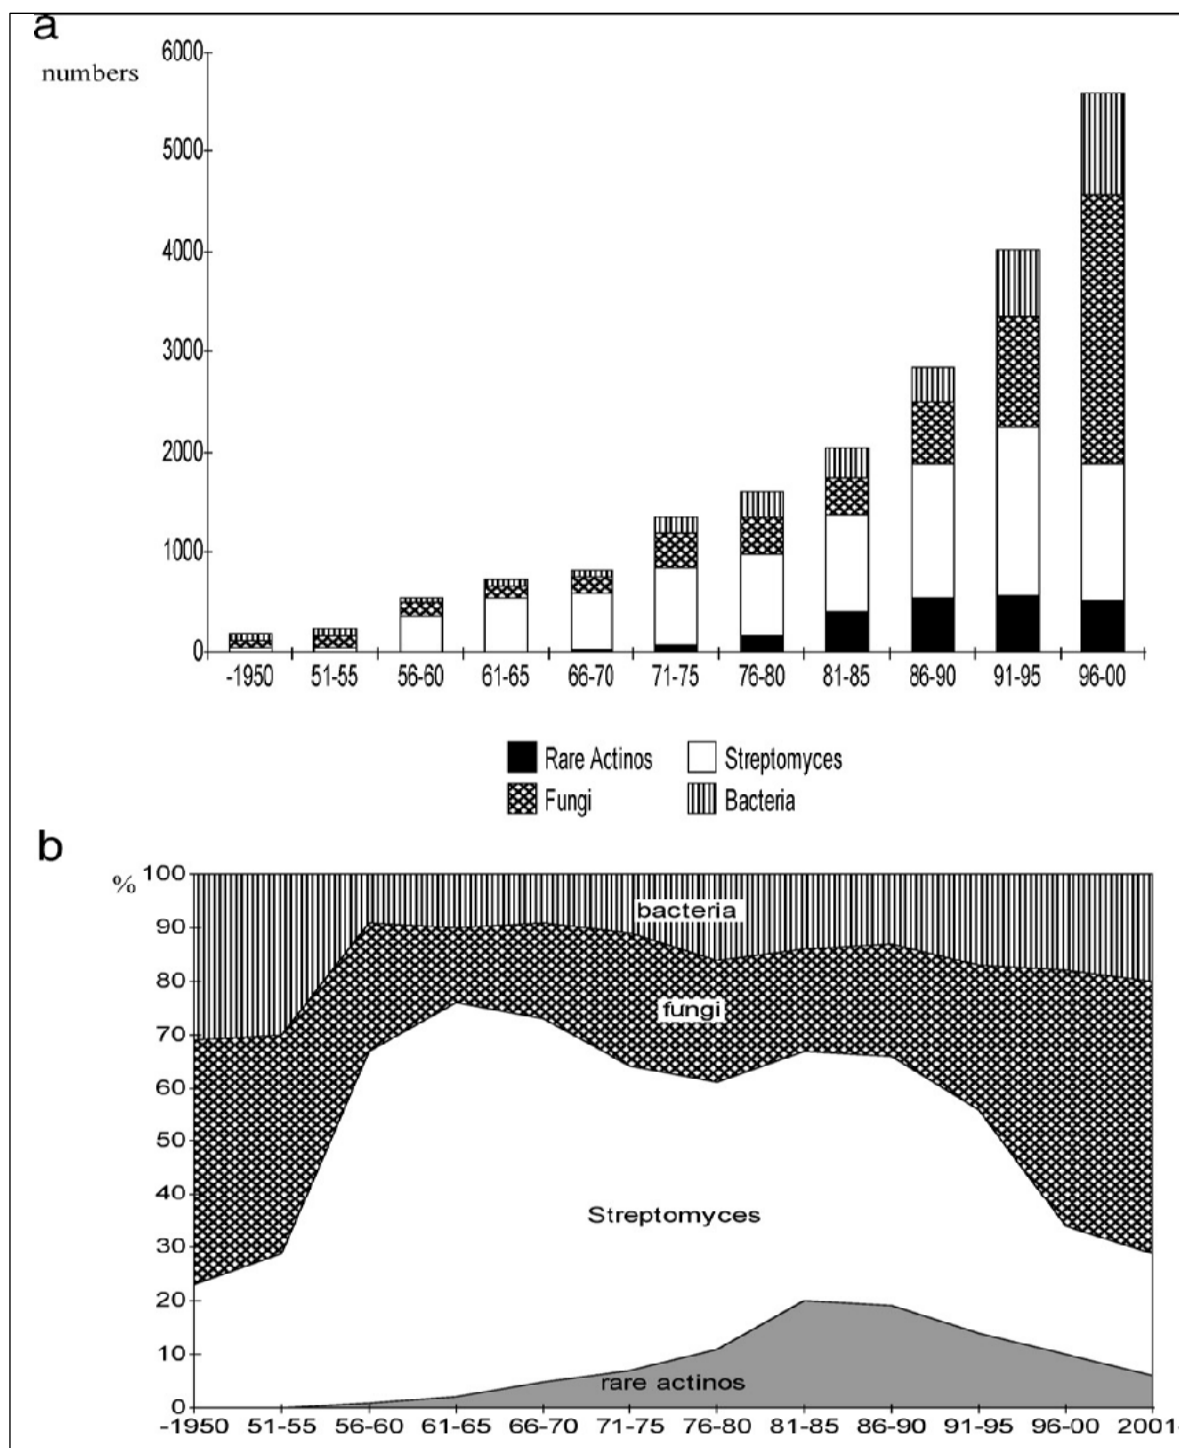 a
6000
numbers
5000
4000
3000
2000
1000
0
-1950 51-55 56-60 61-65 66-70 71-75 76-80 81-85 86-90 91-95 96-00
Rare Actinos Streptomyces
Fungi Bacteria
b
% 100
bacteria
90
80
fungi
70
60
50
40
Streptomyces
30
20
10
rare actinos
0
-1950 51-55 56-60 61-65 66-70 71-75 76-80 81-85 86-90 91-95 96-00 2001-